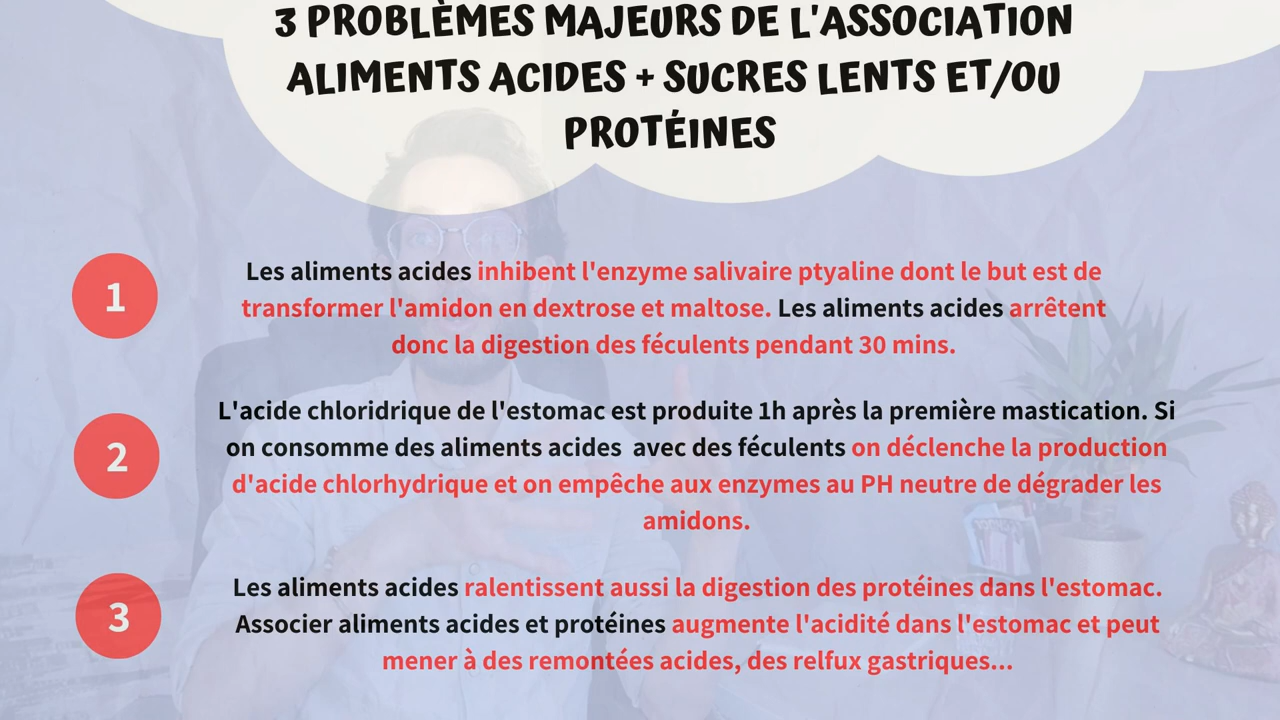 3 PROBLÈMES MAJEURS DE L'ASSOCIATION
ALIMENTS ACIDES + SUCRES LENTS ET/OU
PROTÉINES
1
Les aliments acides inhibent l'enzyme salivaire ptyaline dont le but est de
transformer l'amidon en dextrose et maltose. Les aliments acides arrêtent
donc la digestion des féculents pendant 30 mins.
2
L'acide chloridrique de l'estomac est produite 1h après la première mastication. Si
on consomme des aliments acides avec des féculents on déclenche la production
d'acide chlorhydrique et on empêche aux enzymes au PH neutre de dégrader les
amidons.
3
Les aliments acides ralentissent aussi la digestion des protéines dans l'estomac.
Associer aliments acides et protéines augmente l'acidité dans l'estomac et peut
mener à des remontées acides, des relfux gastriques...